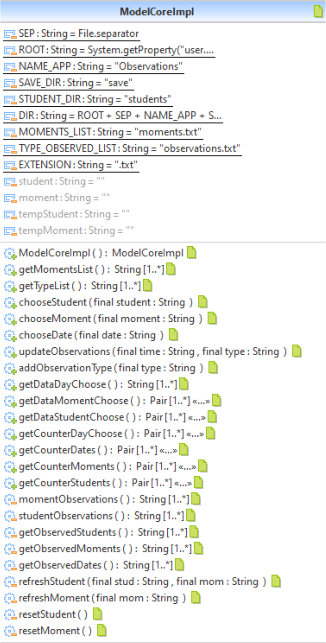 ModelCoreImpl
SEP : String = File.separator
ROOT : String = System.getProperty("user....
NAME_APP : String = "Observations"
SAVE_DIR : String = "save"
STUDENT_DIR : String = "students"
DIR : String = ROOT + SEP + NAME_APP + S...
MOMENTS_LIST : String = "moments.txt"
TYPE_OBSERVED_LIST : String = "observations.txt"
EXTENSION : String = ".txt"
student : String = ""
moment : String = ""
tempStudent : String = ""
tempMoment : String = ""
ModelCoreImpl ( ) : ModelCoreImpl
getMomentsList ( ) : String [1..*]
getTypeList ( ) : String [1..*]
chooseStudent ( final student : String )
chooseMoment ( final moment : String )
chooseDate ( final date : String )
updateObservations ( final time : String , final type : String )
addObservationType ( final type : String )
getDataDayChoose ( ) : String [1..*]
getDataMomentChoose ( ) : Pair [1..*] «...»
getDataStudentChoose ( ) : Pair [1..*] «...»
getCounterDayChoose ( ) : Pair [1..*] «...»
getCounterDates ( ) : Pair [1..*] «...»
getCounterMoments ( ) : Pair [1..*] «...»
getCounterStudents ( ) : Pair [1..*] «...»
momentObservations ( ) : String [1..*]
studentObservations ( ) : String [1..*]
getObservedStudents ( ) : String [1..*]
getObservedMoments ( ) : String [1..*]
getObservedDates ( ) : String [1..*]
refreshStudent ( final stud : String , final mom : String )
refreshMoment ( final mom : String )
resetStudent ( )
resetMoment ( )